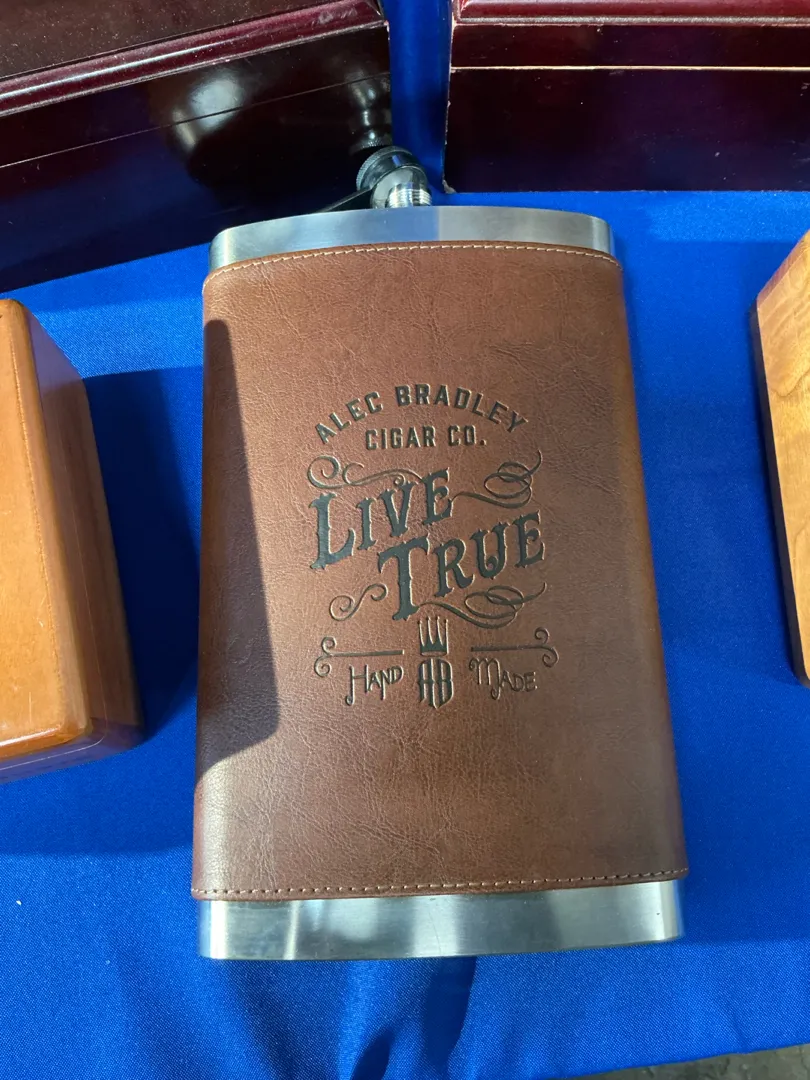 ALEC BRADLEY
CIGAR CO.
LIVE
TRUE
HAND AB MADE